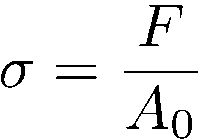 σ = F / A₀